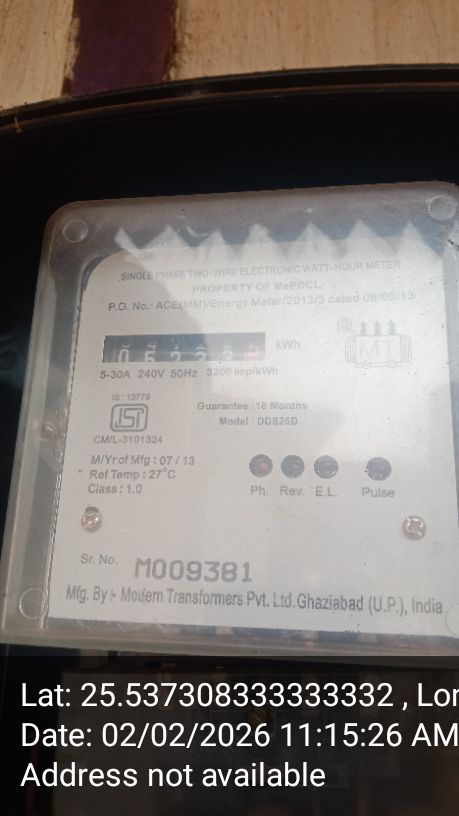 SINGLE PHASE TWO-WIRE ELECTRONIC WATT-HOUR METER
PROPERTY OF MePDCL
P.O. No.: ACE(MM)/Energy Meter/2013/3 dated 08/05/13
kWh
5-30A 240V 50Hz 3200 Imp/kWh
MT
IS : 13779
Guarantee :18 Months
Model : DDS26D
CM/L-3101324
M/Yr of Mfg : 07 / 13
Ref Temp : 27°C
Class : 1.0
Ph. Rev. E.L. Pulse
Sr. No. M009381
Mfg. By :- Modern Transformers Pvt. Ltd.Ghaziabad (U.P.), India
Lat: 25.537308333333332 , Lon
Date: 02/02/2026 11:15:26 AM
Address not available